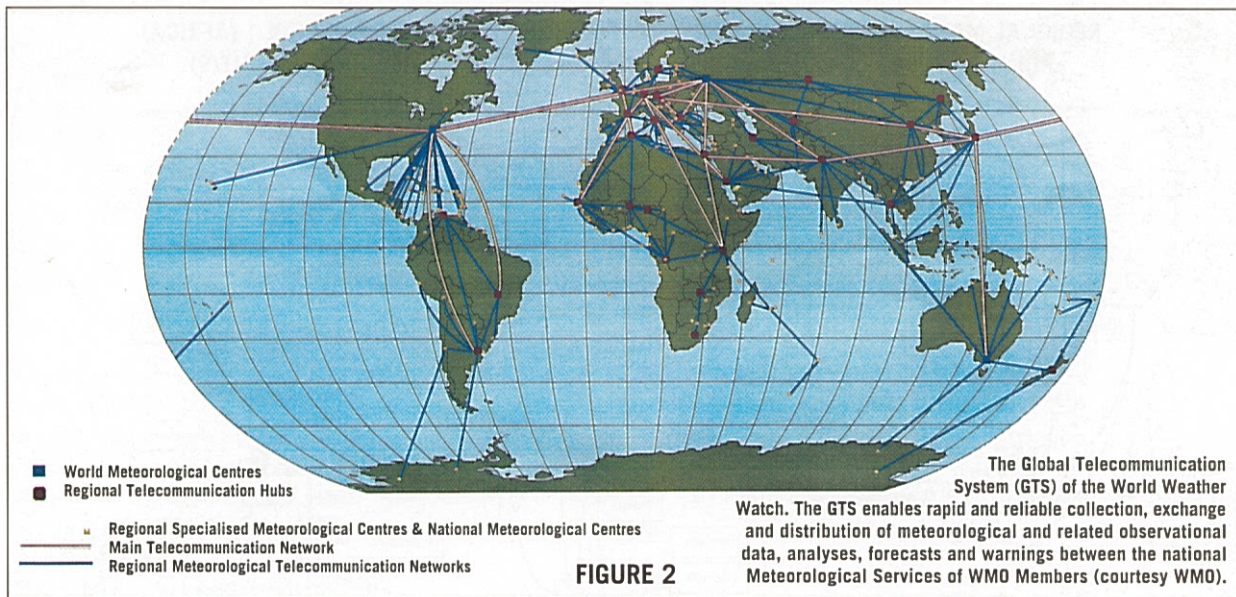 World Meteorological Centres
Regional Telecommunication Hubs
Regional Specialised Meteorological Centres & National Meteorological Centres
Main Telecommunication Network
Regional Meteorological Telecommunication Networks
FIGURE 2
The Global Telecommunication
System (GTS) of the World Weather
Watch. The GTS enables rapid and reliable collection, exchange
and distribution of meteorological and related observational
data, analyses, forecasts and warnings between the national
Meteorological Services of WMO Members (courtesy WMO).